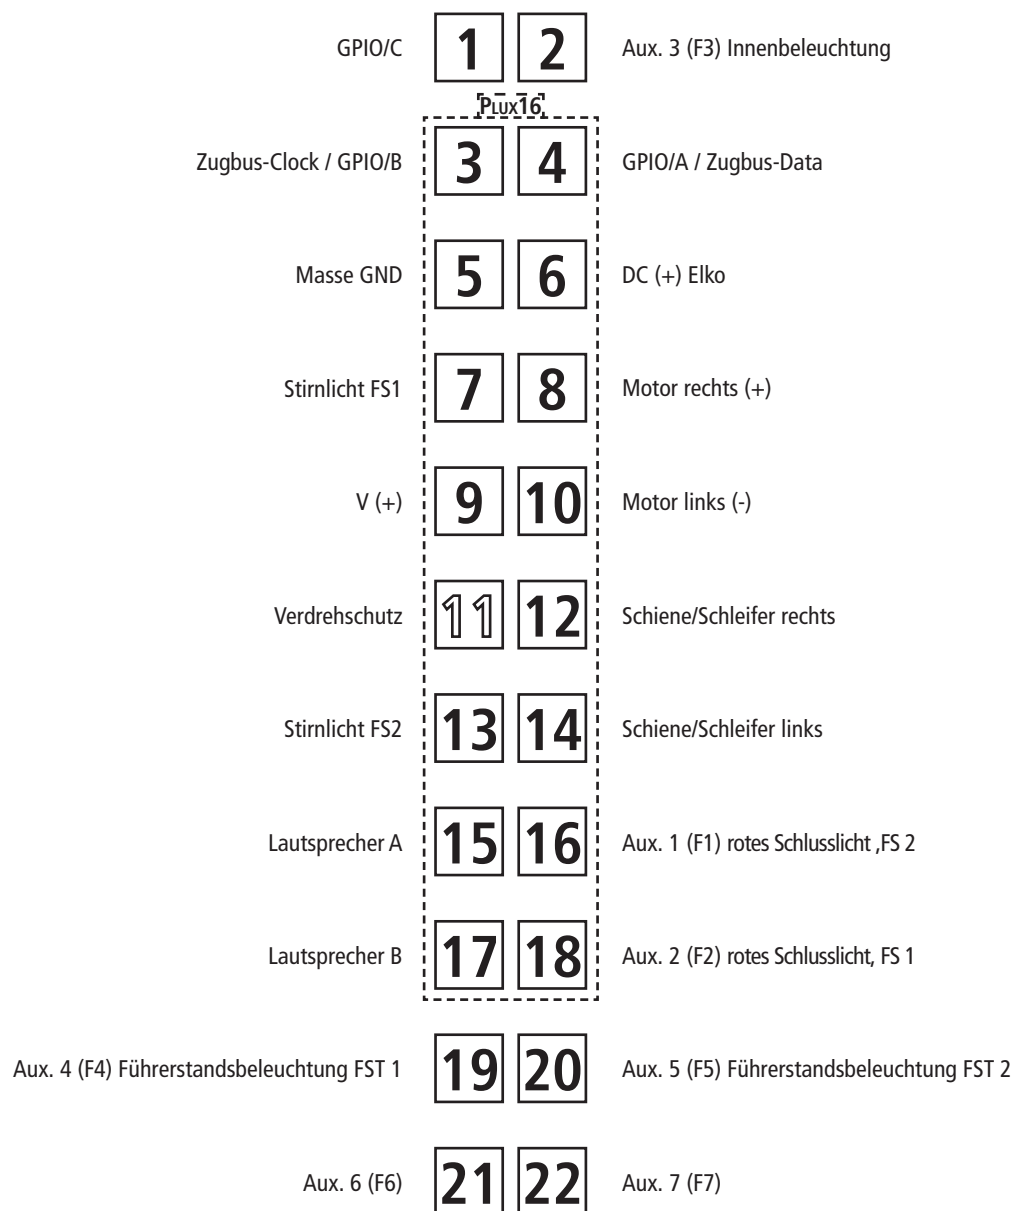 GPIO/C 1 2 Aux. 3 (F3) Innenbeleuchtung
PLUX16
Zugbus-Clock / GPIO/B 3 4 GPIO/A / Zugbus-Data
Masse GND 5 6 DC (+) Elko
Stirnlicht FS1 7 8 Motor rechts (+)
V (+) 9 10 Motor links (-)
Verdrehschutz 11 12 Schiene/Schleifer rechts
Stirnlicht FS2 13 14 Schiene/Schleifer links
Lautsprecher A 15 16 Aux. 1 (F1) rotes Schlusslicht ,FS 2
Lautsprecher B 17 18 Aux. 2 (F2) rotes Schlusslicht, FS 1
Aux. 4 (F4) Führerstandsbeleuchtung FST 1 19 20 Aux. 5 (F5) Führerstandsbeleuchtung FST 2
Aux. 6 (F6) 21 22 Aux. 7 (F7)